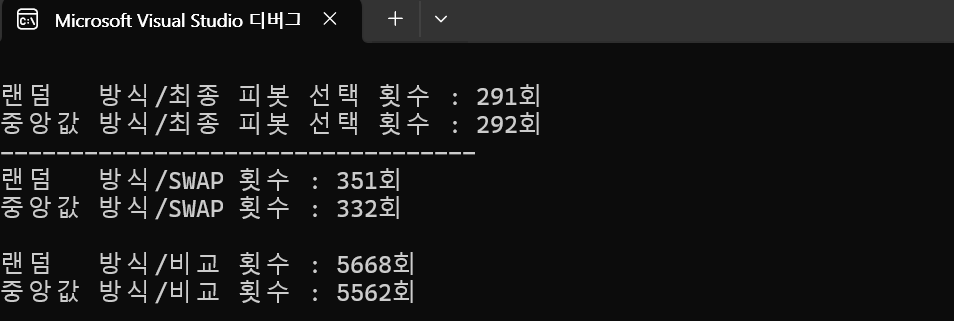 Microsoft Visual Studio 디버그
랜덤   방식/최종 피봇 선택 횟수 : 291회
중앙값 방식/최종 피봇 선택 횟수 : 292회
----------------------------------
랜덤   방식/SWAP 횟수 : 351회
중앙값 방식/SWAP 횟수 : 332회
랜덤   방식/비교 횟수 : 5668회
중앙값 방식/비교 횟수 : 5562회